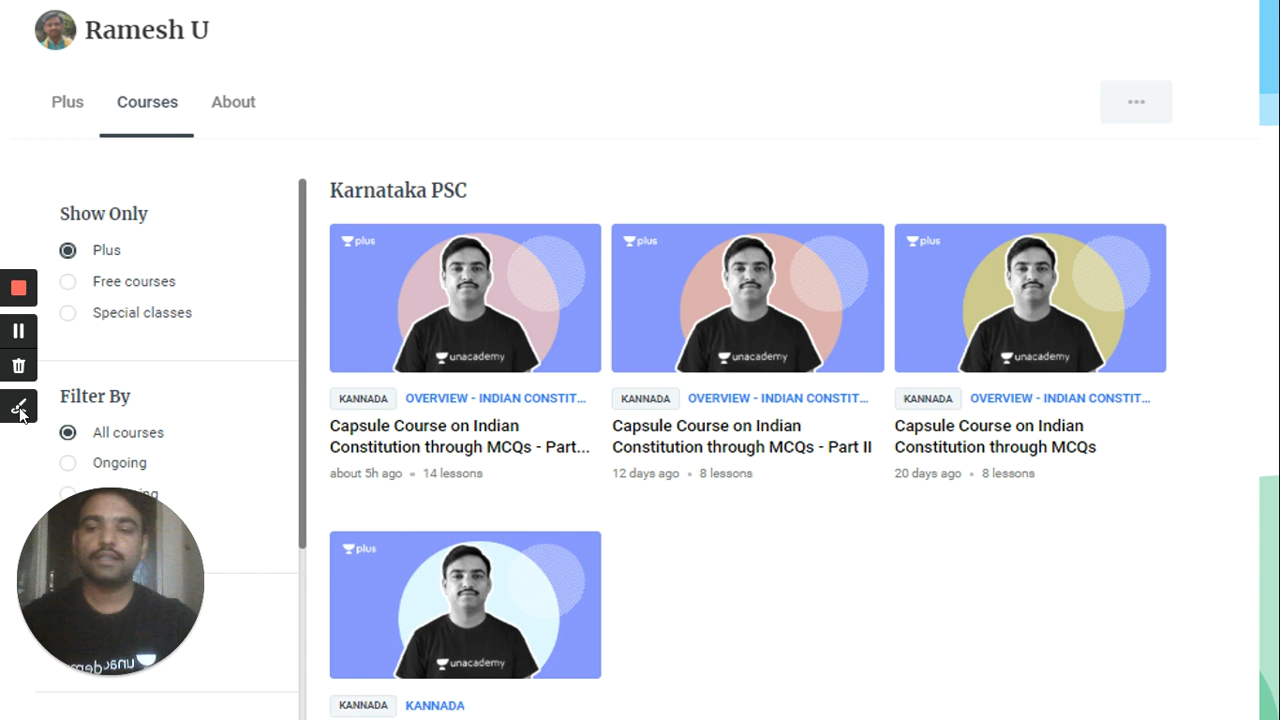 Ramesh U
Plus
Courses
About
Show Only
Plus
Free courses
Special classes
Filter By
All courses
Ongoing
Karnataka PSC
plus
unacademy
KANNADA
OVERVIEW - INDIAN CONSTIT...
Capsule Course on Indian
Constitution through MCQs - Part...
about 5h ago • 14 lessons
plus
unacademy
KANNADA
OVERVIEW - INDIAN CONSTIT...
Capsule Course on Indian
Constitution through MCQs - Part II
12 days ago • 8 lessons
plus
unacademy
KANNADA
OVERVIEW - INDIAN CONSTIT...
Capsule Course on Indian
Constitution through MCQs
20 days ago • 8 lessons
plus
unacademy
KANNADA
KANNADA